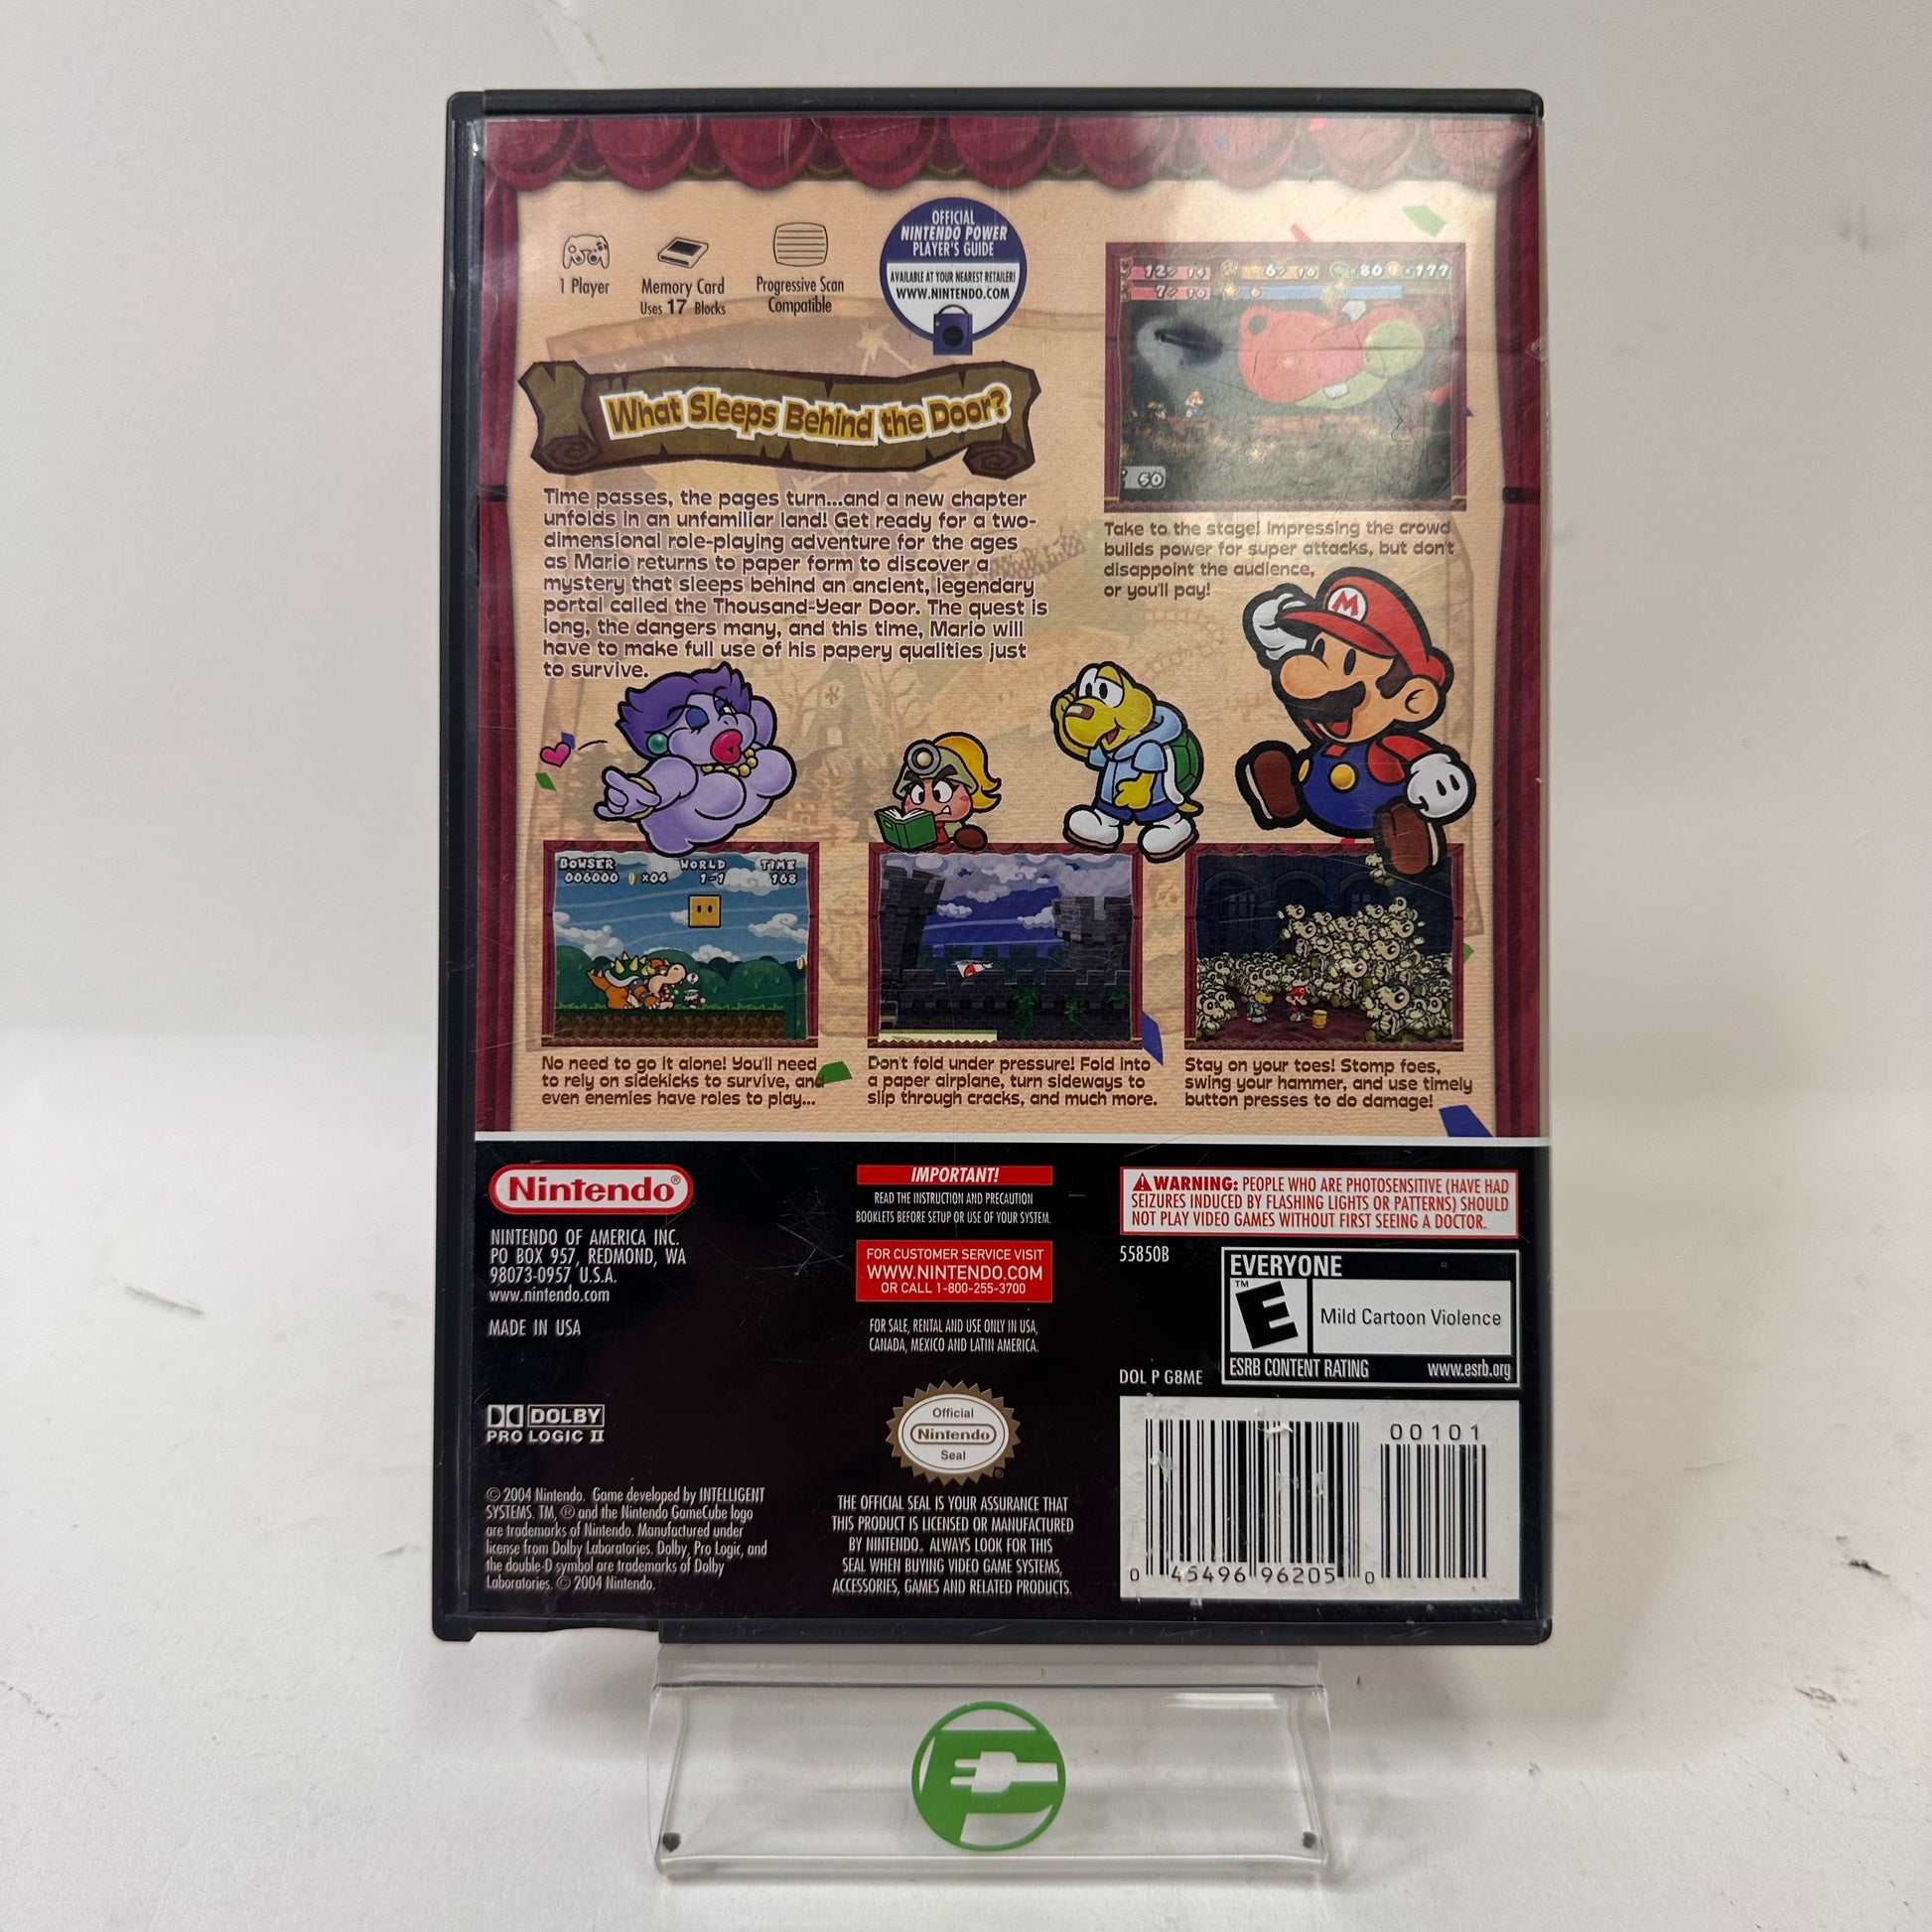 1 Player
Memory Card
Uses 17 Blocks
Progressive Scan
Compatible
OFFICIAL
NINTENDO POWER
PLAYER'S GUIDE
AVAILABLE AT YOUR NEAREST RETAILER!
WWW.NINTENDO.COM
What Sleeps Behind the Door?
Time passes, the pages turn...and a new chapter
unfolds in an unfamiliar land! Get ready for a two-
dimensional role-playing adventure for the ages
as Mario returns to paper form to discover a
mystery that sleeps behind an ancient, legendary
portal called the Thousand-Year Door. The quest is
long, the dangers many, and this time, Mario will
have to make full use of his papery qualities just
to survive.
12/14
6/10
80
177
7/10
60
Take to the stage! Impressing the crowd
builds power for super attacks, but don't
disappoint the audience,
or you'll pay!
M
BOWSER WORLD TIME
006000 x04 1-1 168
No need to go it alone! You'll need
to rely on sidekicks to survive, and
even enemies have roles to play...
Don't fold under pressure! Fold into
a paper airplane, turn sideways to
slip through cracks, and much more.
Stay on your toes! Stomp foes,
swing your hammer, and use timely
button presses to do damage!
Nintendo®
NINTENDO OF AMERICA INC.
PO BOX 957, REDMOND, WA
98073-0957 U.S.A.
www.nintendo.com
MADE IN USA
DOLBY
PRO LOGIC II
© 2004 Nintendo. Game developed by INTELLIGENT
SYSTEMS. TM, ® and the Nintendo GameCube logo
are trademarks of Nintendo. Manufactured under
license from Dolby Laboratories. Dolby, Pro Logic, and
the double-D symbol are trademarks of Dolby
Laboratories. © 2004 Nintendo.
IMPORTANT!
READ THE INSTRUCTION AND PRECAUTION
BOOKLETS BEFORE SETUP OR USE OF YOUR SYSTEM.
FOR CUSTOMER SERVICE VISIT
WWW.NINTENDO.COM
OR CALL 1-800-255-3700
FOR SALE, RENTAL AND USE ONLY IN USA,
CANADA, MEXICO AND LATIN AMERICA.
Official
Nintendo
Seal
®
THE OFFICIAL SEAL IS YOUR ASSURANCE THAT
THIS PRODUCT IS LICENSED OR MANUFACTURED
BY NINTENDO. ALWAYS LOOK FOR THIS
SEAL WHEN BUYING VIDEO GAME SYSTEMS,
ACCESSORIES, GAMES AND RELATED PRODUCTS.
WARNING: PEOPLE WHO ARE PHOTOSENSITIVE (HAVE HAD
SEIZURES INDUCED BY FLASHING LIGHTS OR PATTERNS) SHOULD
NOT PLAY VIDEO GAMES WITHOUT FIRST SEEING A DOCTOR.
55850B
EVERYONE
™
E
Mild Cartoon Violence
ESRB CONTENT RATING www.esrb.org
DOL P G8ME
00101
0 45496 96205 0